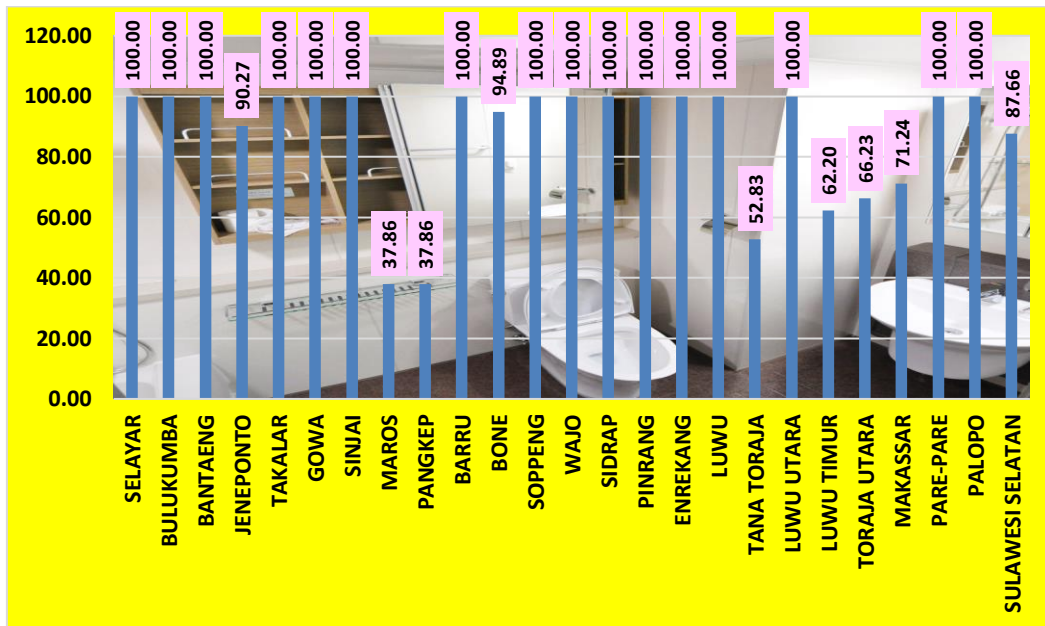 120.00
100.00
80.00
60.00
40.00
20.00
0.00
100.00
100.00
100.00
90.27
100.00
100.00
100.00
37.86
37.86
100.00
94.89
100.00
100.00
100.00
100.00
100.00
100.00
52.83
100.00
62.20
66.23
71.24
100.00
100.00
87.66
SELAYAR
BULUKUMBA
BANTAENG
JENEPONTO
TAKALAR
GOWA
SINJAI
MAROS
PANGKEP
BARRU
BONE
SOPPENG
WAJO
SIDRAP
PINRANG
ENREKANG
LUWU
TANA TORAJA
LUWU UTARA
LUWU TIMUR
TORAJA UTARA
MAKASSAR
PARE-PARE
PALOPO
SULAWESI SELATAN